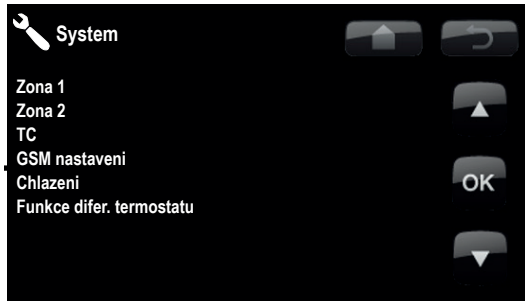 System
Zona 1
Zona 2
TC
GSM nastaveni
Chlazeni
OK
Funkce difer. termostatu